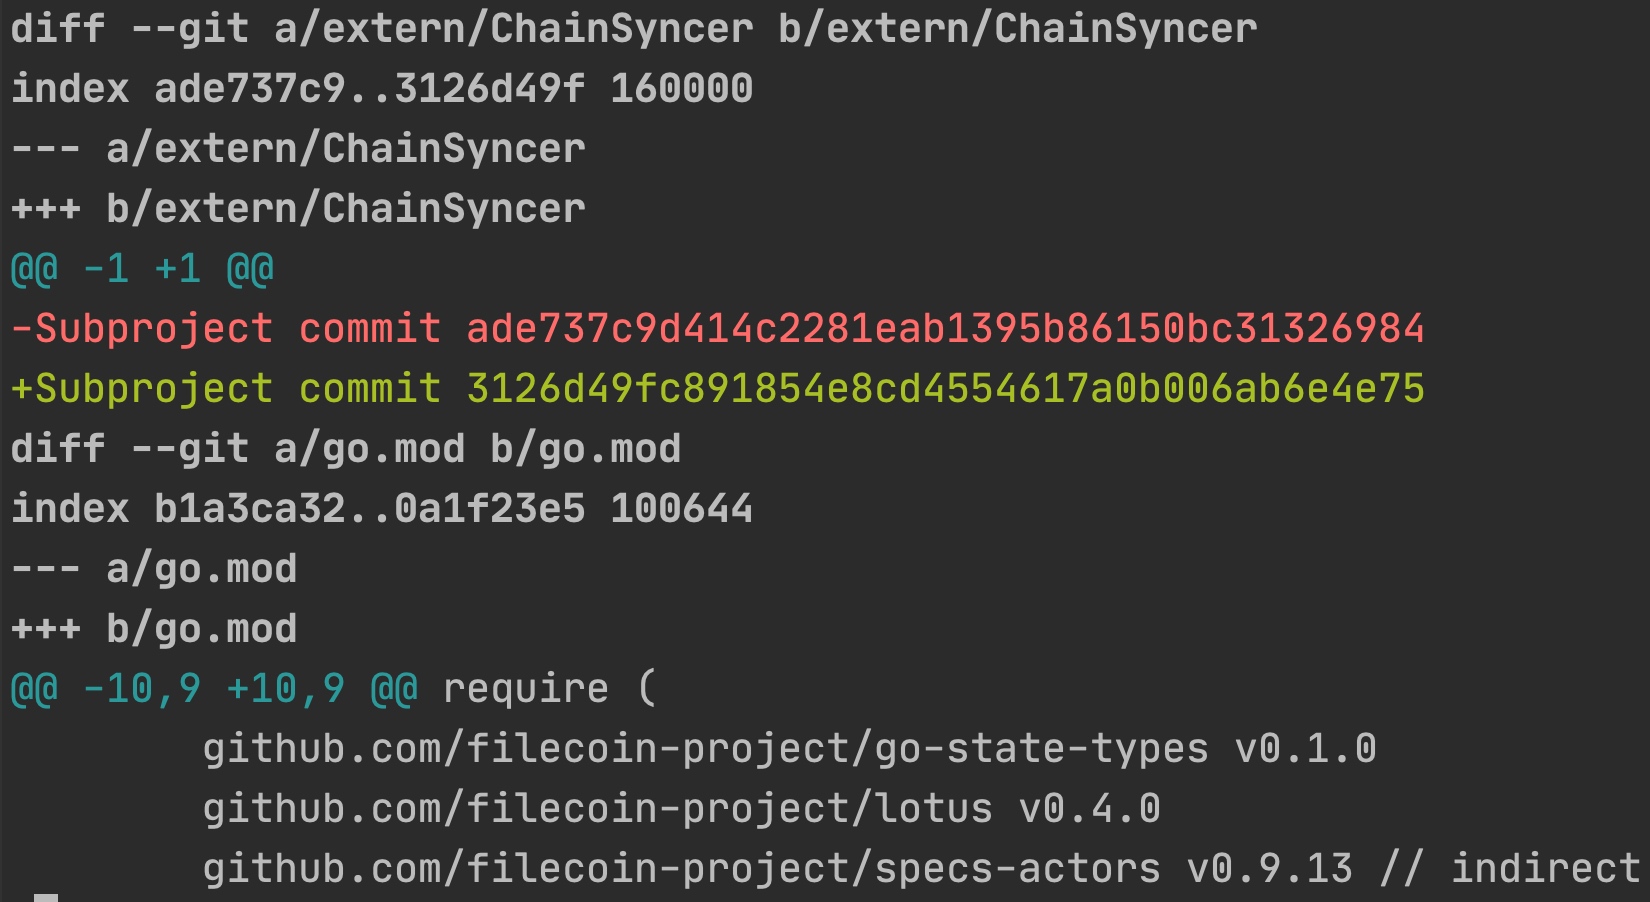 diff --git a/extern/ChainSyncer b/extern/ChainSyncer
index ade737c9..3126d49f 160000
--- a/extern/ChainSyncer
+++ b/extern/ChainSyncer
@@ -1 +1 @@
-Subproject commit ade737c9d414c2281eab1395b86150bc31326984
+Subproject commit 3126d49fc891854e8cd4554617a0b006ab6e4e75
diff --git a/go.mod b/go.mod
index b1a3ca32..0a1f23e5 100644
--- a/go.mod
+++ b/go.mod
@@ -10,9 +10,9 @@ require (
        github.com/filecoin-project/go-state-types v0.1.0
        github.com/filecoin-project/lotus v0.4.0
        github.com/filecoin-project/specs-actors v0.9.13 // indirect